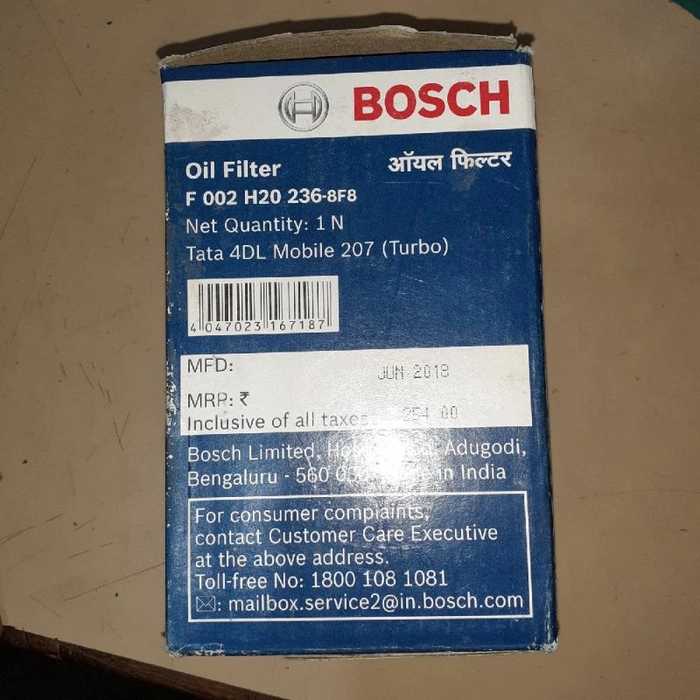 BOSCH
Oil Filter ऑयल फिल्टर
F 002 H20 236-8F8
Net Quantity: 1 N
Tata 4DL Mobile 207 (Turbo)
4 047023 167187
MFD: JUN 2018
MRP: ₹
Inclusive of all taxes 254.00
Bosch Limited, Adugodi,
Bengaluru - 560 in India
For consumer complaints,
contact Customer Care Executive
at the above address.
Toll-free No: 1800 108 1081
✉: mailbox.service2@in.bosch.com